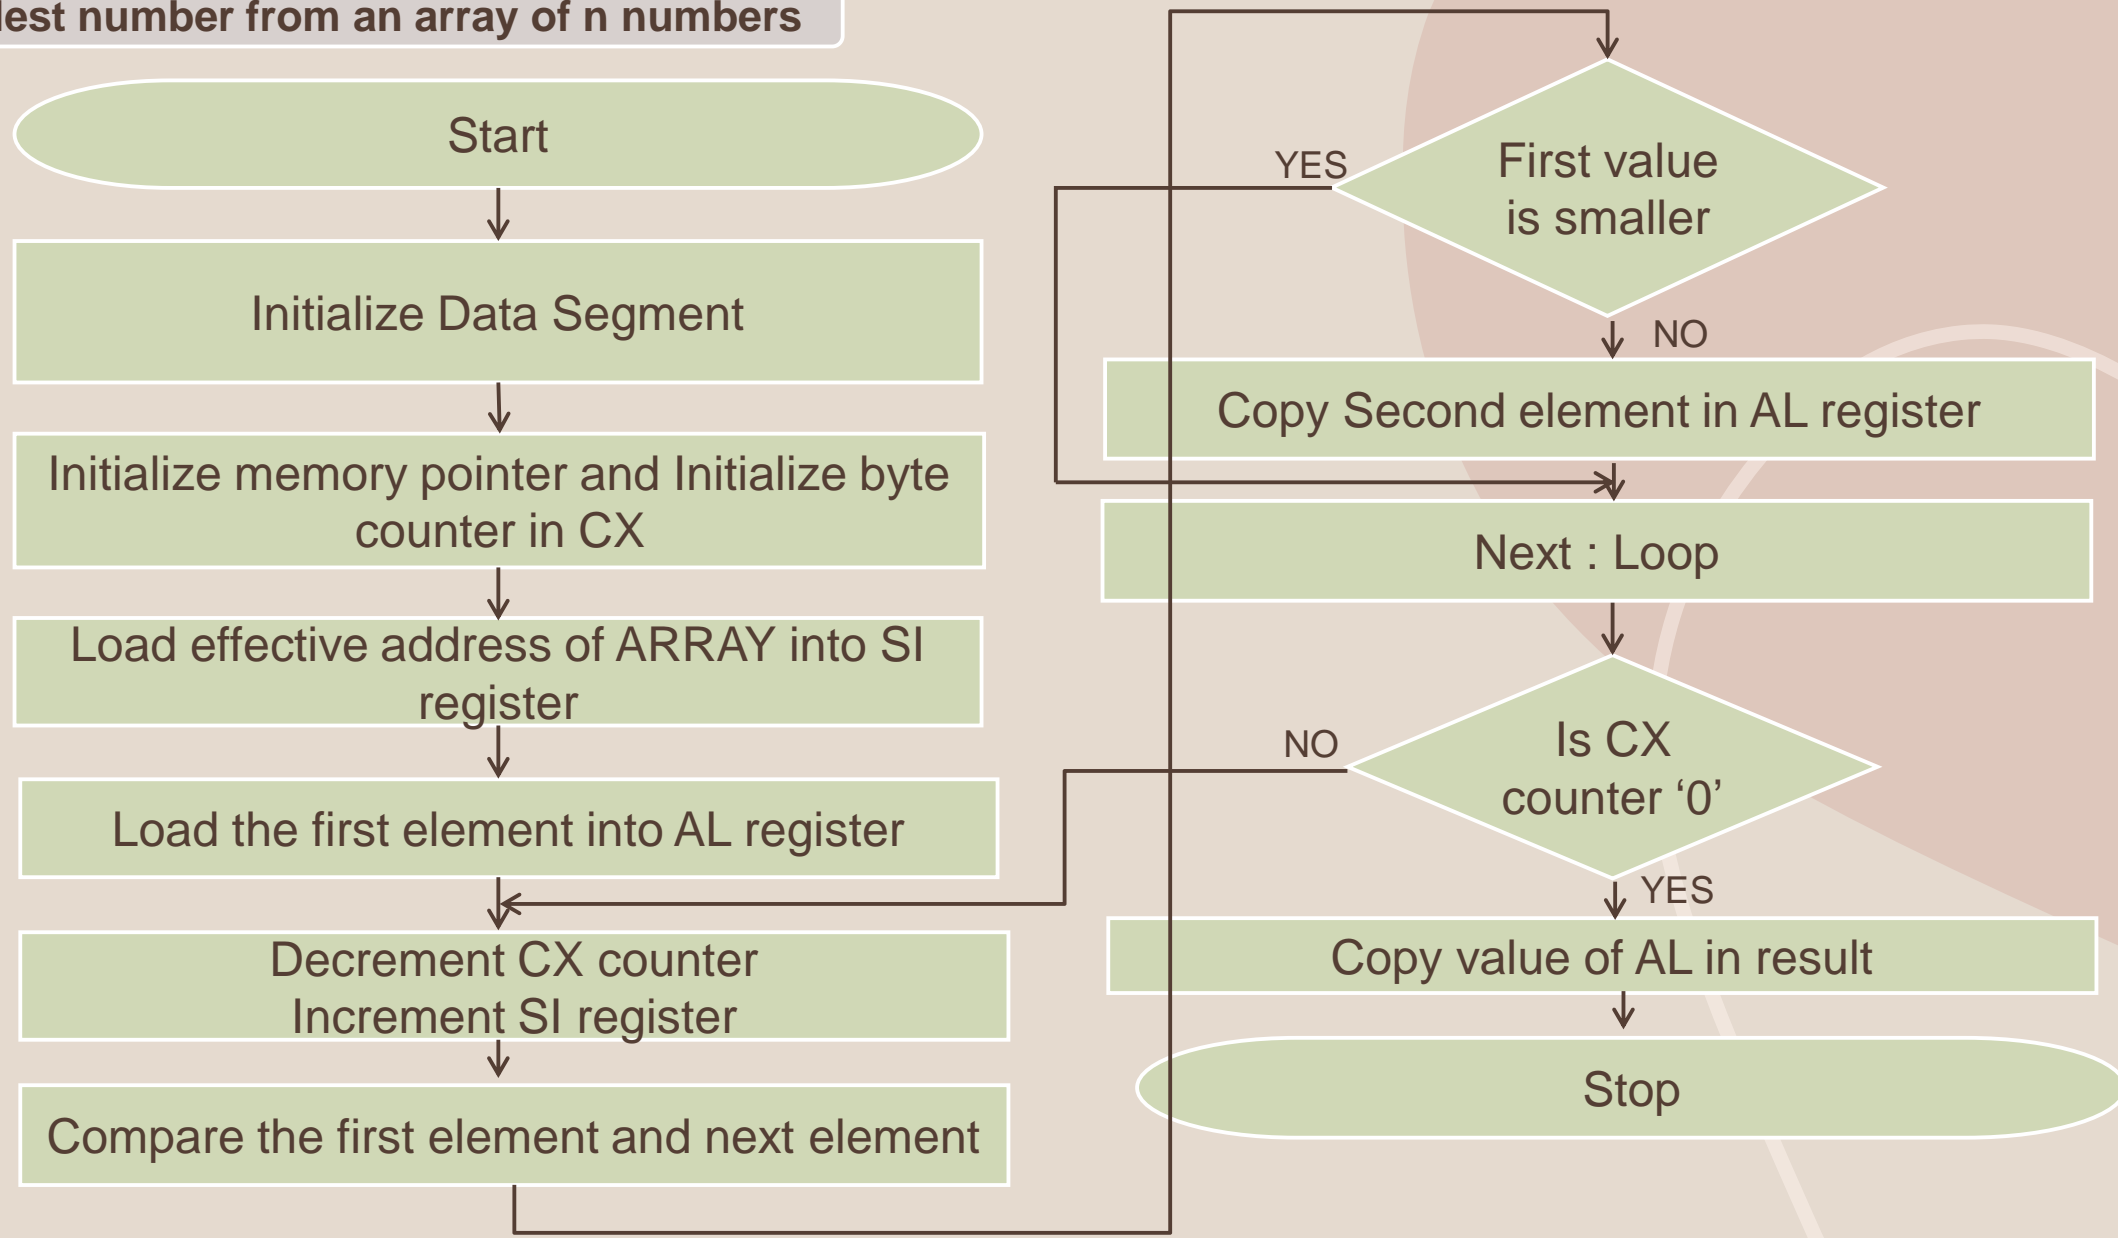 number from an array of n numbers
Start
Initialize Data Segment
Initialize memory pointer and Initialize byte
counter in CX
Load effective address of ARRAY into SI
register
Load the first element into AL register
Decrement CX counter
Increment SI register
Compare the first element and next element
First value
is smaller
YES
NO
Copy Second element in AL register
Next : Loop
Is CX
counter ‘0’
NO
YES
Copy value of AL in result
Stop